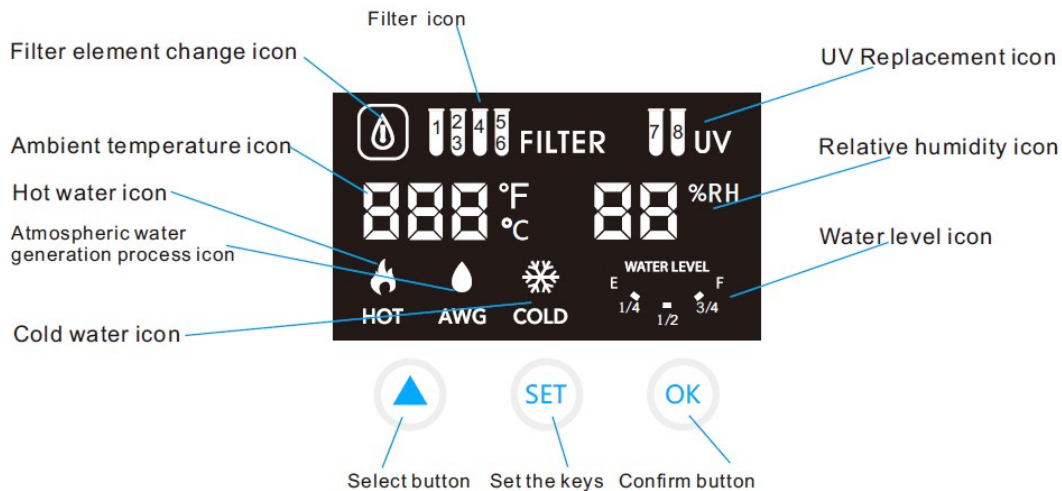 Filter icon
Filter element change icon
UV Replacement icon
1 2 3 4 5 6 FILTER
7 8 UV
Ambient temperature icon
Relative humidity icon
888 °F °C
88 %RH
Hot water icon
Atmospheric water
generation process icon
Water level icon
WATER LEVEL
E F
1/4 1/2 3/4
HOT AWG COLD
Cold water icon
SET OK
Select button Set the keys Confirm button